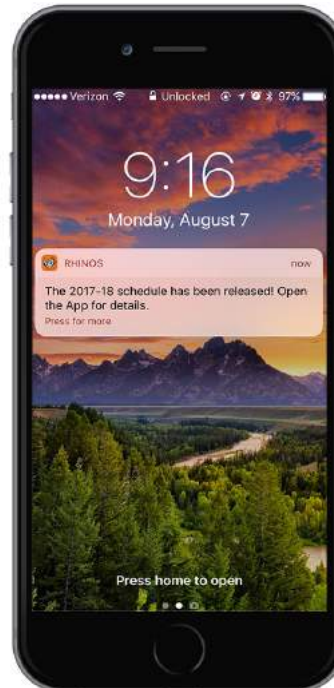 Verizon Unlocked 97%
9:16
Monday, August 7
RHINOS now
The 2017-18 schedule has been released! Open
the App for details.
Press for more
Press home to open